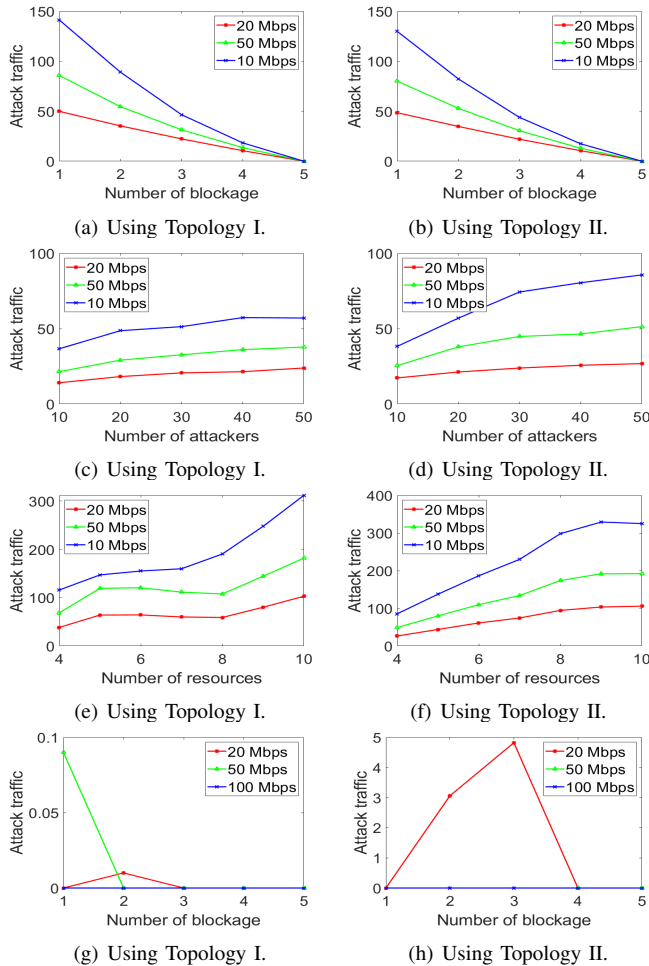 150
100
50
0
Attack traffic
20 Mbps
50 Mbps
10 Mbps
1 2 3 4 5
Number of blockage
(a) Using Topology I.
150
100
50
0
Attack traffic
20 Mbps
50 Mbps
10 Mbps
1 2 3 4 5
Number of blockage
(b) Using Topology II.
100
50
0
Attack traffic
20 Mbps
50 Mbps
10 Mbps
10 20 30 40 50
Number of attackers
(c) Using Topology I.
100
50
0
Attack traffic
20 Mbps
50 Mbps
10 Mbps
10 20 30 40 50
Number of attackers
(d) Using Topology II.
300
200
100
0
Attack traffic
20 Mbps
50 Mbps
10 Mbps
4 6 8 10
Number of resources
(e) Using Topology I.
400
300
200
100
0
Attack traffic
20 Mbps
50 Mbps
10 Mbps
4 6 8 10
Number of resources
(f) Using Topology II.
0.1
0.05
0
Attack traffic
20 Mbps
50 Mbps
100 Mbps
1 2 3 4 5
Number of blockage
(g) Using Topology I.
5
4
3
2
1
0
Attack traffic
20 Mbps
50 Mbps
100 Mbps
1 2 3 4 5
Number of blockage
(h) Using Topology II.